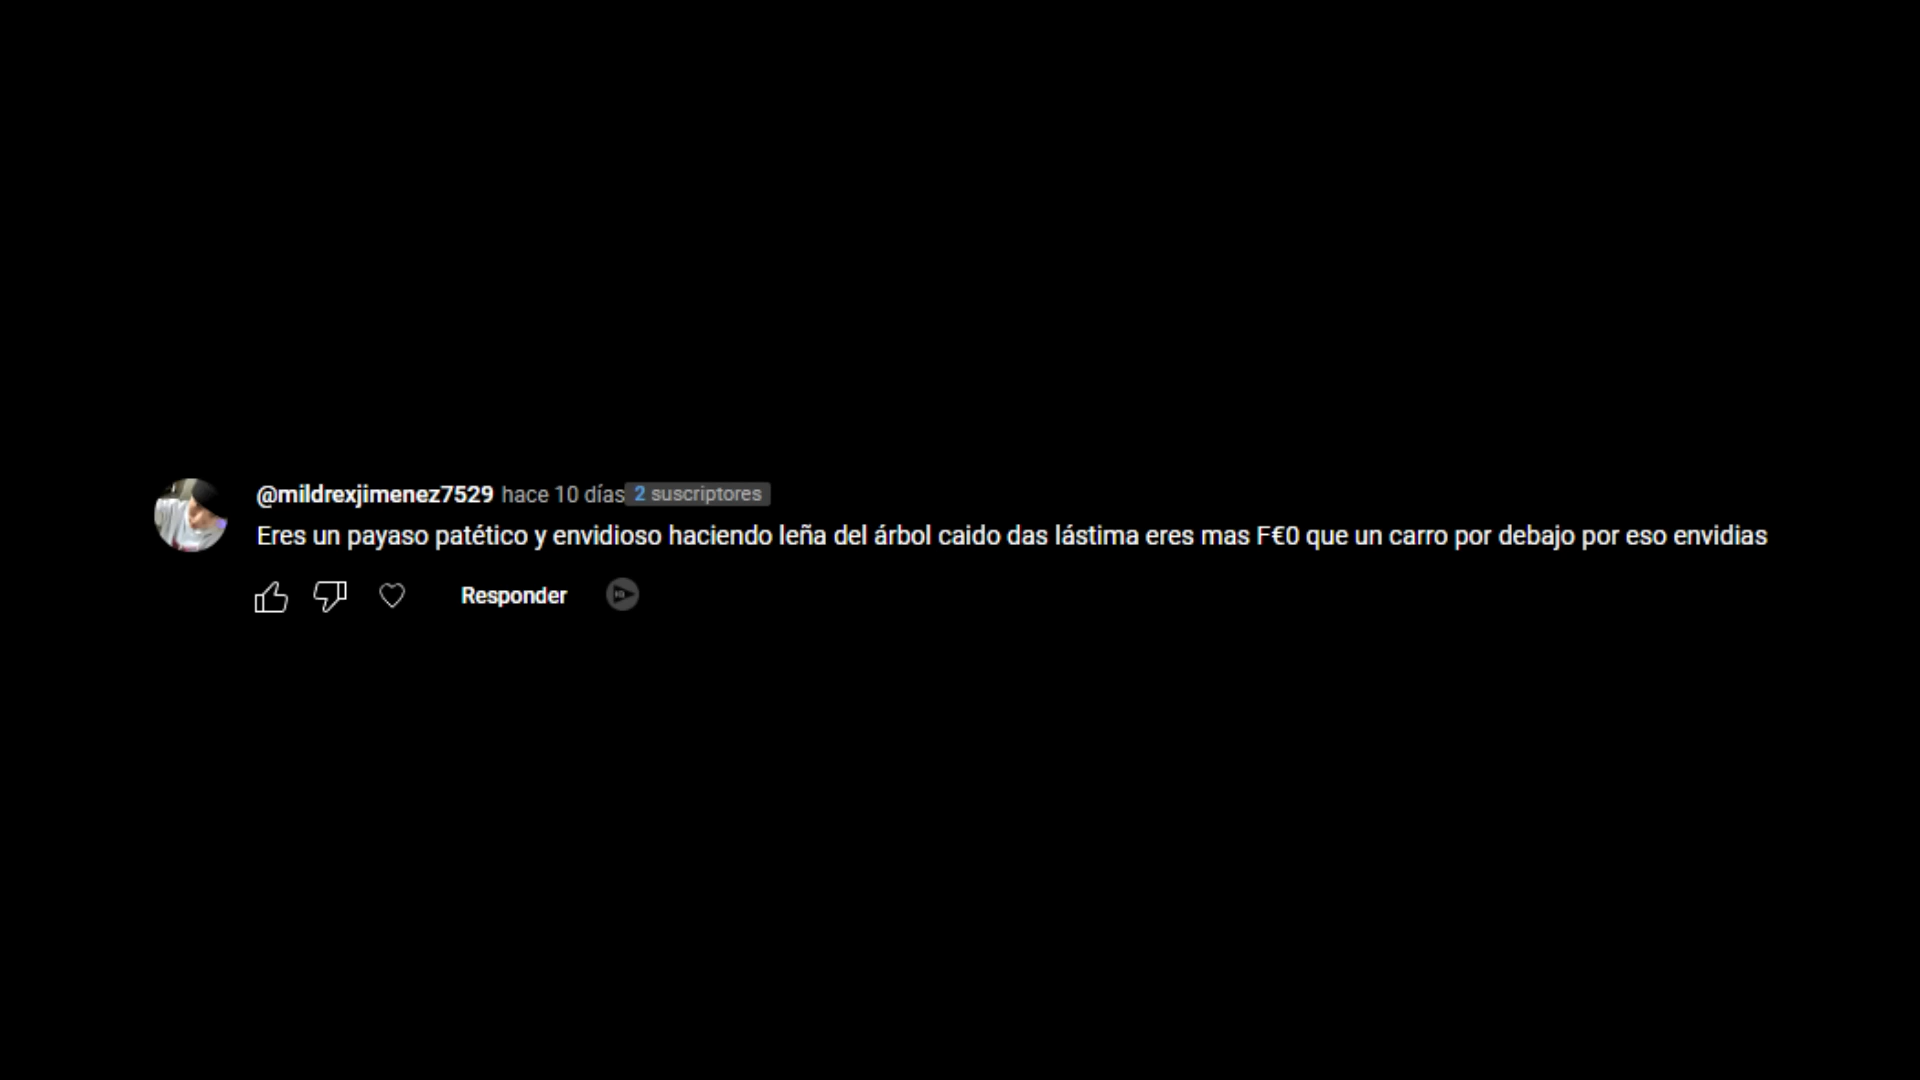 @mildrexjimenez7529 hace 10 días 2 suscriptores
Eres un payaso patético y envidioso haciendo leña del árbol caido das lástima eres mas F€0 que un carro por debajo por eso envidias
Responder